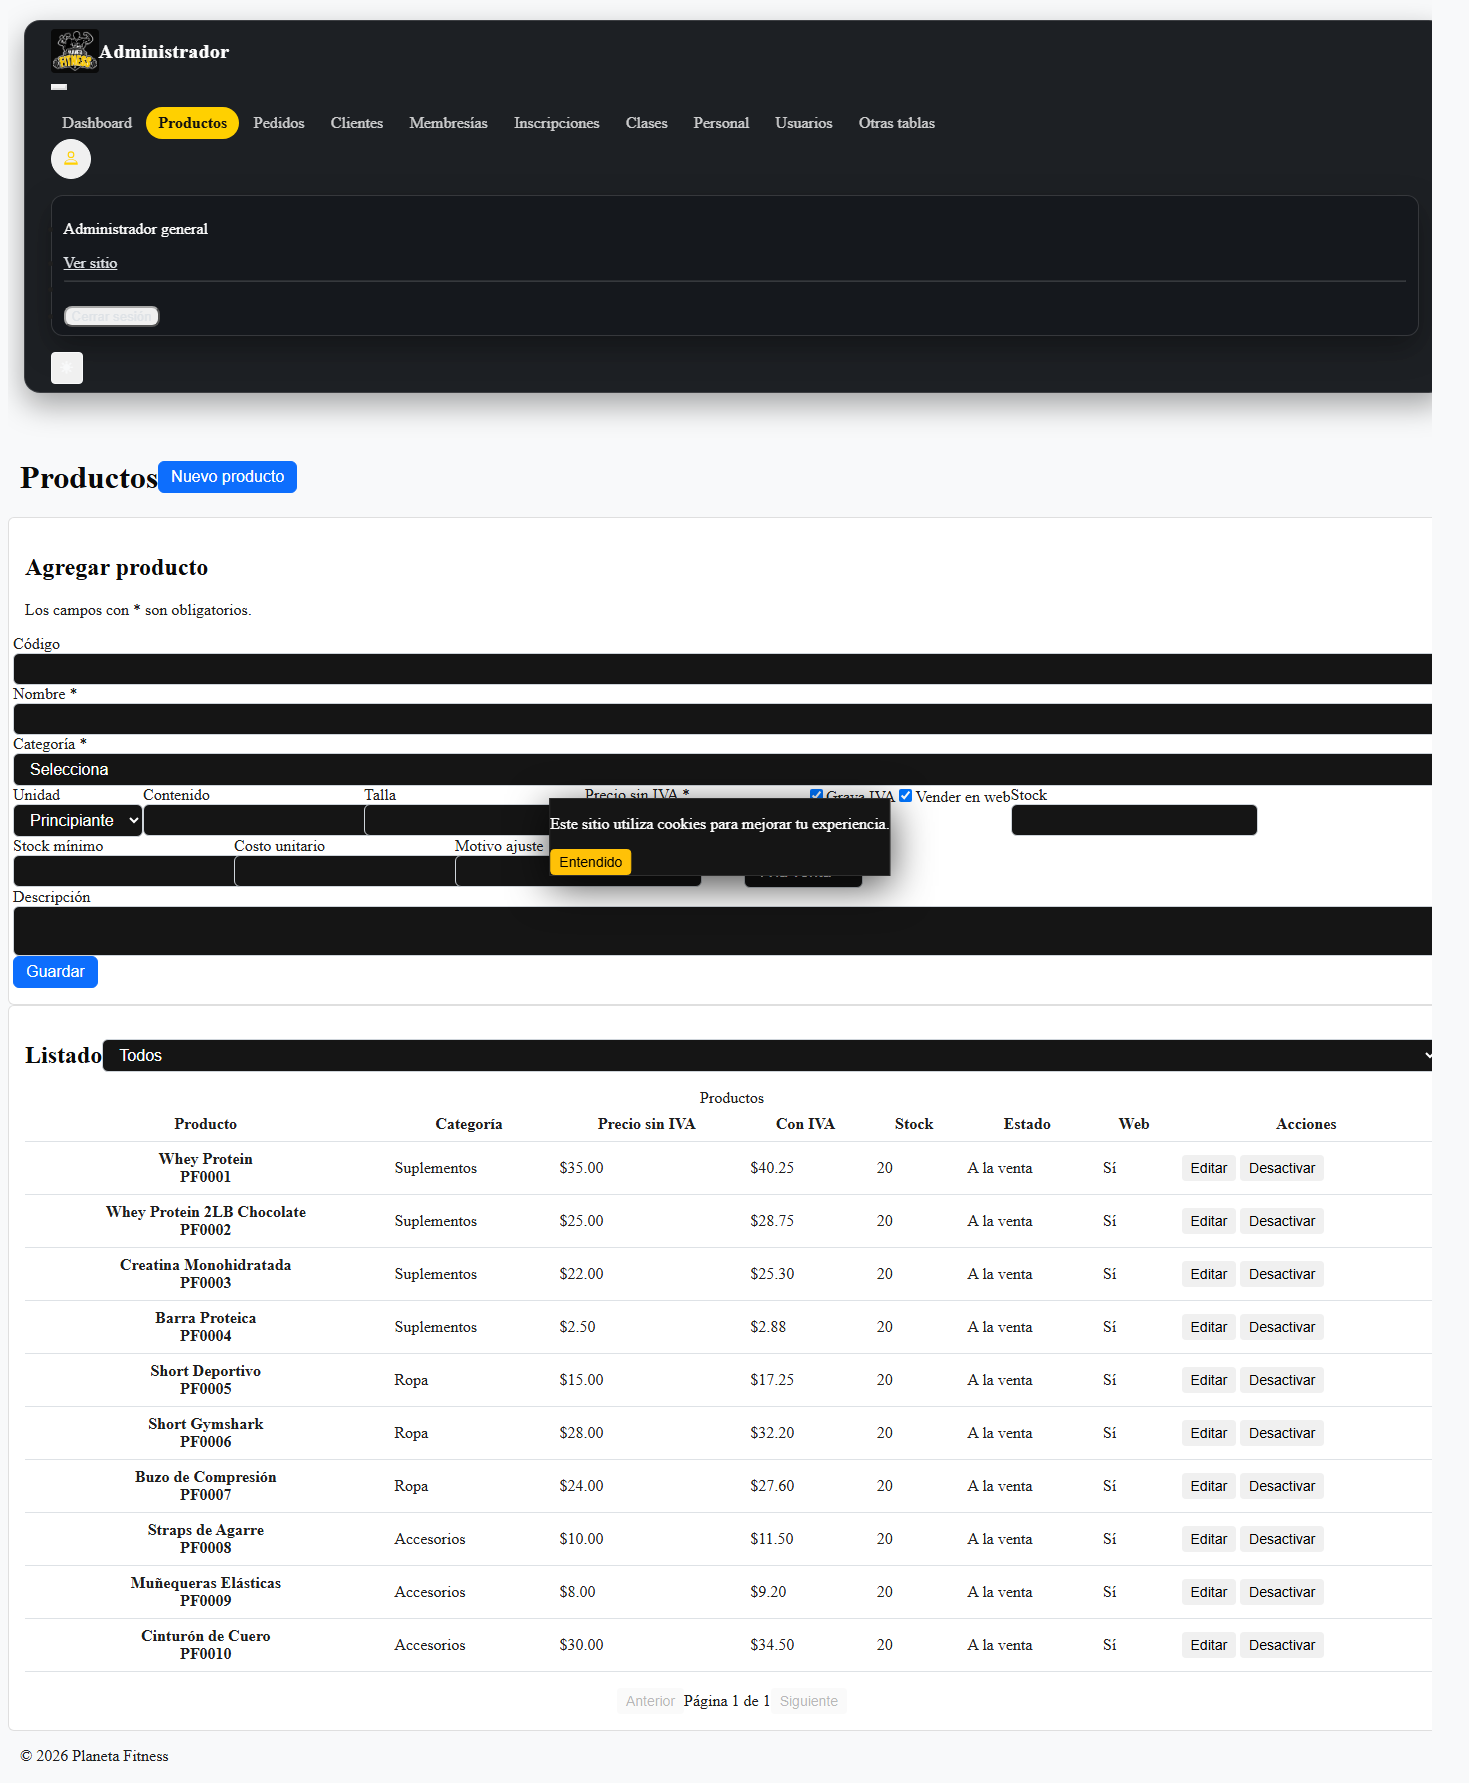 PLANETA
FITNESS
Administrador
Dashboard Productos Pedidos Clientes Membresías Inscripciones Clases Personal Usuarios Otras tablas
Administrador general
Ver sitio
Cerrar sesión
Productos Nuevo producto
Agregar producto
Los campos con * son obligatorios.
Código
Nombre *
Categoría *
Selecciona
Unidad Contenido Talla Precio sin IVA * Grava IVA Vender en web Stock
Principiante
Stock mínimo Costo unitario Motivo ajuste
Este sitio utiliza cookies para mejorar tu experiencia.
Entendido
Descripción
Guardar
Listado Todos
Productos
Producto Categoría Precio sin IVA Con IVA Stock Estado Web Acciones
Whey Protein
PF0001 Suplementos $35.00 $40.25 20 A la venta Sí Editar Desactivar
Whey Protein 2LB Chocolate
PF0002 Suplementos $25.00 $28.75 20 A la venta Sí Editar Desactivar
Creatina Monohidratada
PF0003 Suplementos $22.00 $25.30 20 A la venta Sí Editar Desactivar
Barra Proteica
PF0004 Suplementos $2.50 $2.88 20 A la venta Sí Editar Desactivar
Short Deportivo
PF0005 Ropa $15.00 $17.25 20 A la venta Sí Editar Desactivar
Short Gymshark
PF0006 Ropa $28.00 $32.20 20 A la venta Sí Editar Desactivar
Buzo de Compresión
PF0007 Ropa $24.00 $27.60 20 A la venta Sí Editar Desactivar
Straps de Agarre
PF0008 Accesorios $10.00 $11.50 20 A la venta Sí Editar Desactivar
Muñequeras Elásticas
PF0009 Accesorios $8.00 $9.20 20 A la venta Sí Editar Desactivar
Cinturón de Cuero
PF0010 Accesorios $30.00 $34.50 20 A la venta Sí Editar Desactivar
Anterior Página 1 de 1 Siguiente
© 2026 Planeta Fitness